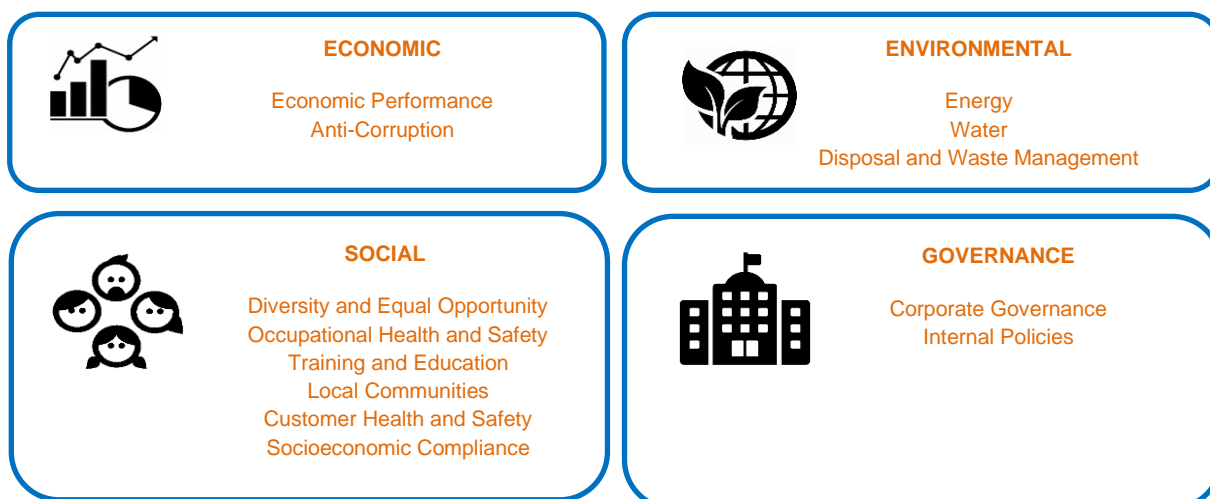 ECONOMIC
Economic Performance
Anti-Corruption
ENVIRONMENTAL
Energy
Water
Disposal and Waste Management
SOCIAL
Diversity and Equal Opportunity
Occupational Health and Safety
Training and Education
Local Communities
Customer Health and Safety
Socioeconomic Compliance
GOVERNANCE
Corporate Governance
Internal Policies